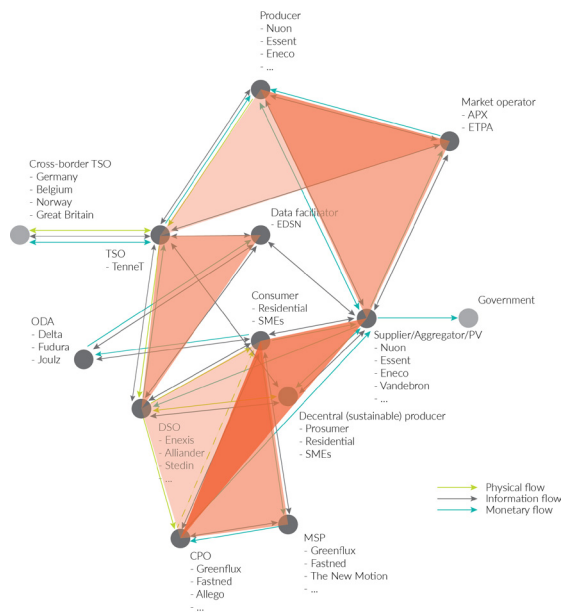 Producer
- Nuon
- Essent
- Eneco
- ...
Market operator
- APX
- ETPA
Cross-border TSO
- Germany
- Belgium
- Norway
- Great Britain
Data facilitator
- EDSN
TSO
- TenneT
Consumer
- Residential
- SMEs
Government
ODA
- Delta
- Fudura
- Joulz
Supplier/Aggregator/PV
- Nuon
- Essent
- Eneco
- Vandebron
- ...
Decentral (sustainable) producer
- Prosumer
- Residential
- SMEs
DSO
- Enexis
- Alliander
- Stedin
- ...
Physical flow
Information flow
Monetary flow
MSP
- Greenflux
- Fastned
- The New Motion
- ...
CPO
- Greenflux
- Fastned
- Allego
- ...